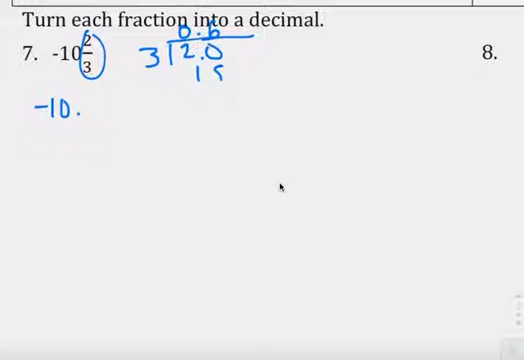 Turn each fraction into a decimal.
0.6
7. -10 2/3 3 2.0 8.
18
-10.